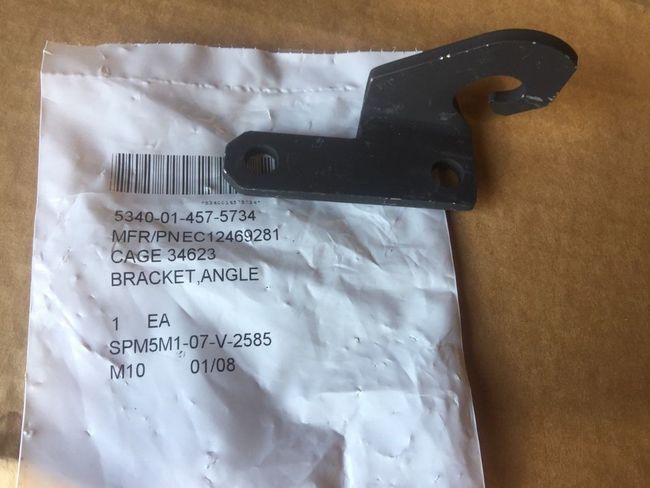 *5340014575734*
5340-01-457-5734
MFR/PN EC12469281
CAGE 34623
BRACKET,ANGLE
1 EA
SPM5M1-07-V-2585
M10 01/08